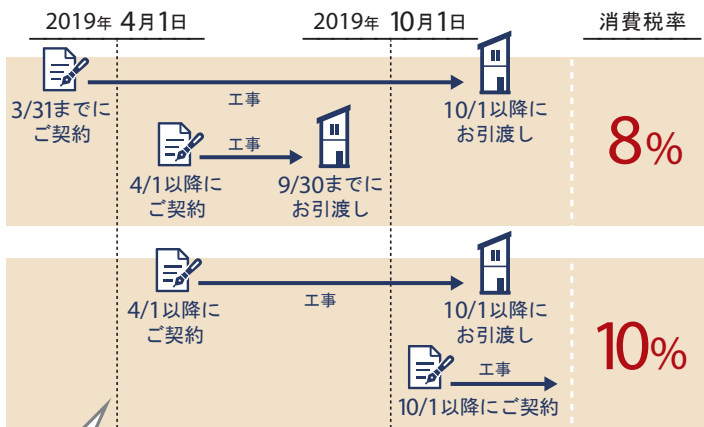 2019年 4月1日
2019年 10月1日
消費税率
3/31までに
ご契約
工事
10/1以降に
お引渡し
4/1以降に
ご契約
工事
9/30までに
お引渡し
8%
4/1以降に
ご契約
工事
10/1以降に
お引渡し
工事
10/1以降にご契約
10%